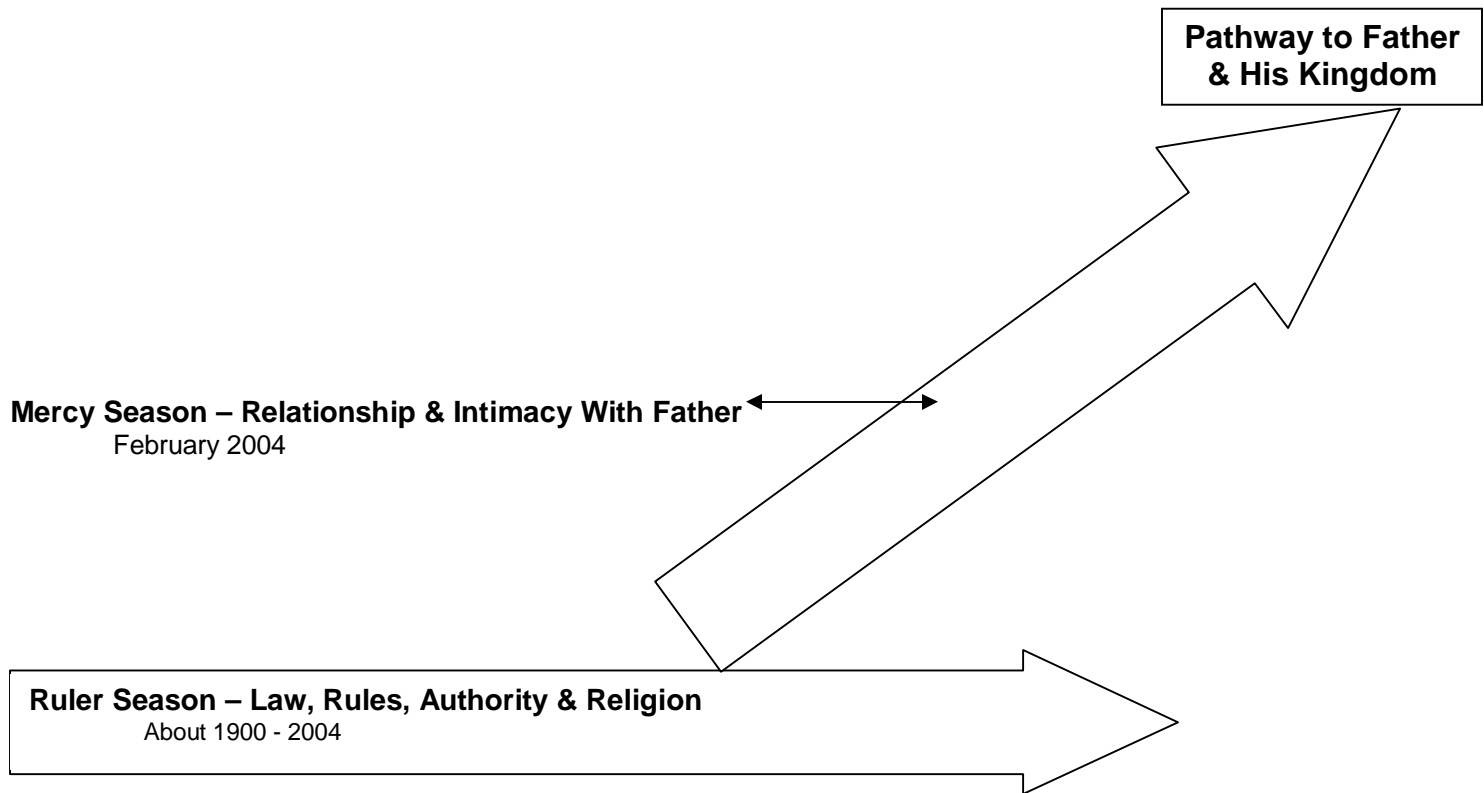 Pathway to Father
& His Kingdom
Mercy Season – Relationship & Intimacy With Father
February 2004
Ruler Season – Law, Rules, Authority & Religion
About 1900 - 2004